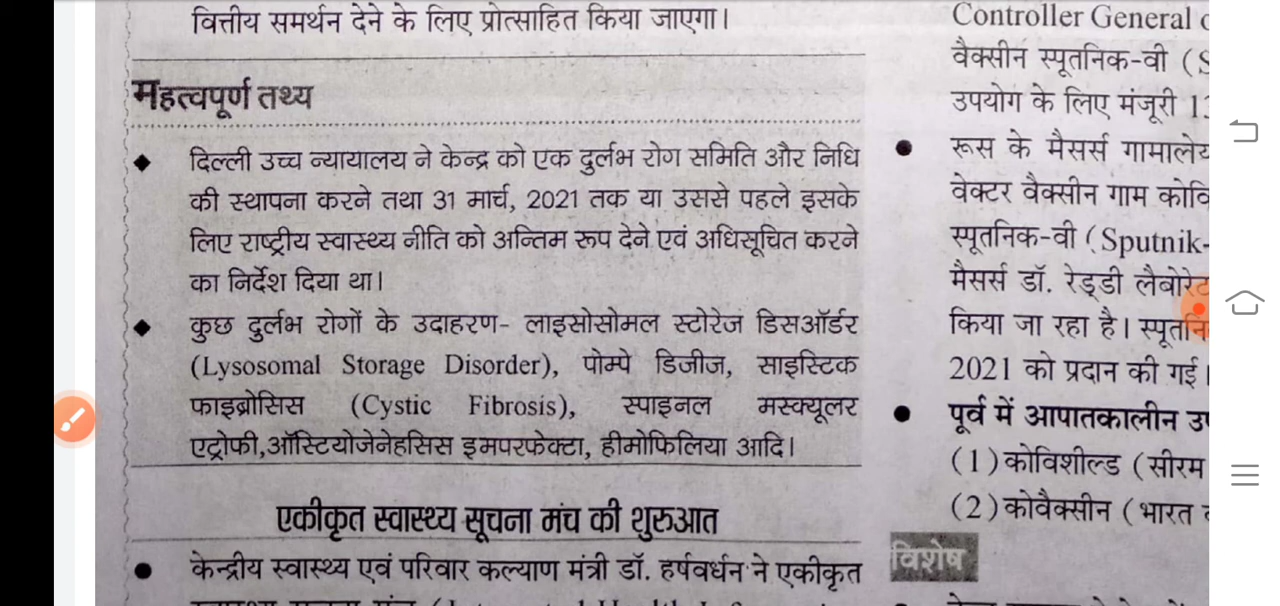 वित्तीय समर्थन देने के लिए प्रोत्साहित किया जाएगा।
महत्वपूर्ण तथ्य
◆ दिल्ली उच्च न्यायालय ने केन्द्र को एक दुर्लभ रोग समिति और निधि
की स्थापना करने तथा 31 मार्च, 2021 तक या उससे पहले इसके
लिए राष्ट्रीय स्वास्थ्य नीति को अन्तिम रूप देने एवं अधिसूचित करने
का निर्देश दिया था।
◆ कुछ दुर्लभ रोगों के उदाहरण- लाइसोसोमल स्टोरेज डिसऑर्डर
(Lysosomal Storage Disorder), पोम्पे डिजीज, साइस्टिक
फाइब्रोसिस (Cystic Fibrosis), स्पाइनल मस्क्यूलर
एट्रोफी,ऑस्टियोजेनेहसिस इमपरफेक्टा, हीमोफिलिया आदि।
एकीकृत स्वास्थ्य सूचना मंच की शुरुआत
● केन्द्रीय स्वास्थ्य एवं परिवार कल्याण मंत्री डॉ. हर्षवर्धन ने एकीकृत
Controller General
वैक्सीन स्पूतनिक-वी (
उपयोग के लिए मंजूरी
● रूस के मैसर्स गामालेय
वेक्टर वैक्सीन गाम कोवि
स्पूतनिक-वी (Sputnik-
मैसर्स डॉ. रेड्डी लैबोरेट
किया जा रहा है। स्पूतनि
2021 को प्रदान की गई।
● पूर्व में आपातकालीन
(1) कोविशील्ड (सीरम
(2) कोवैक्सीन (भारत
विशेष